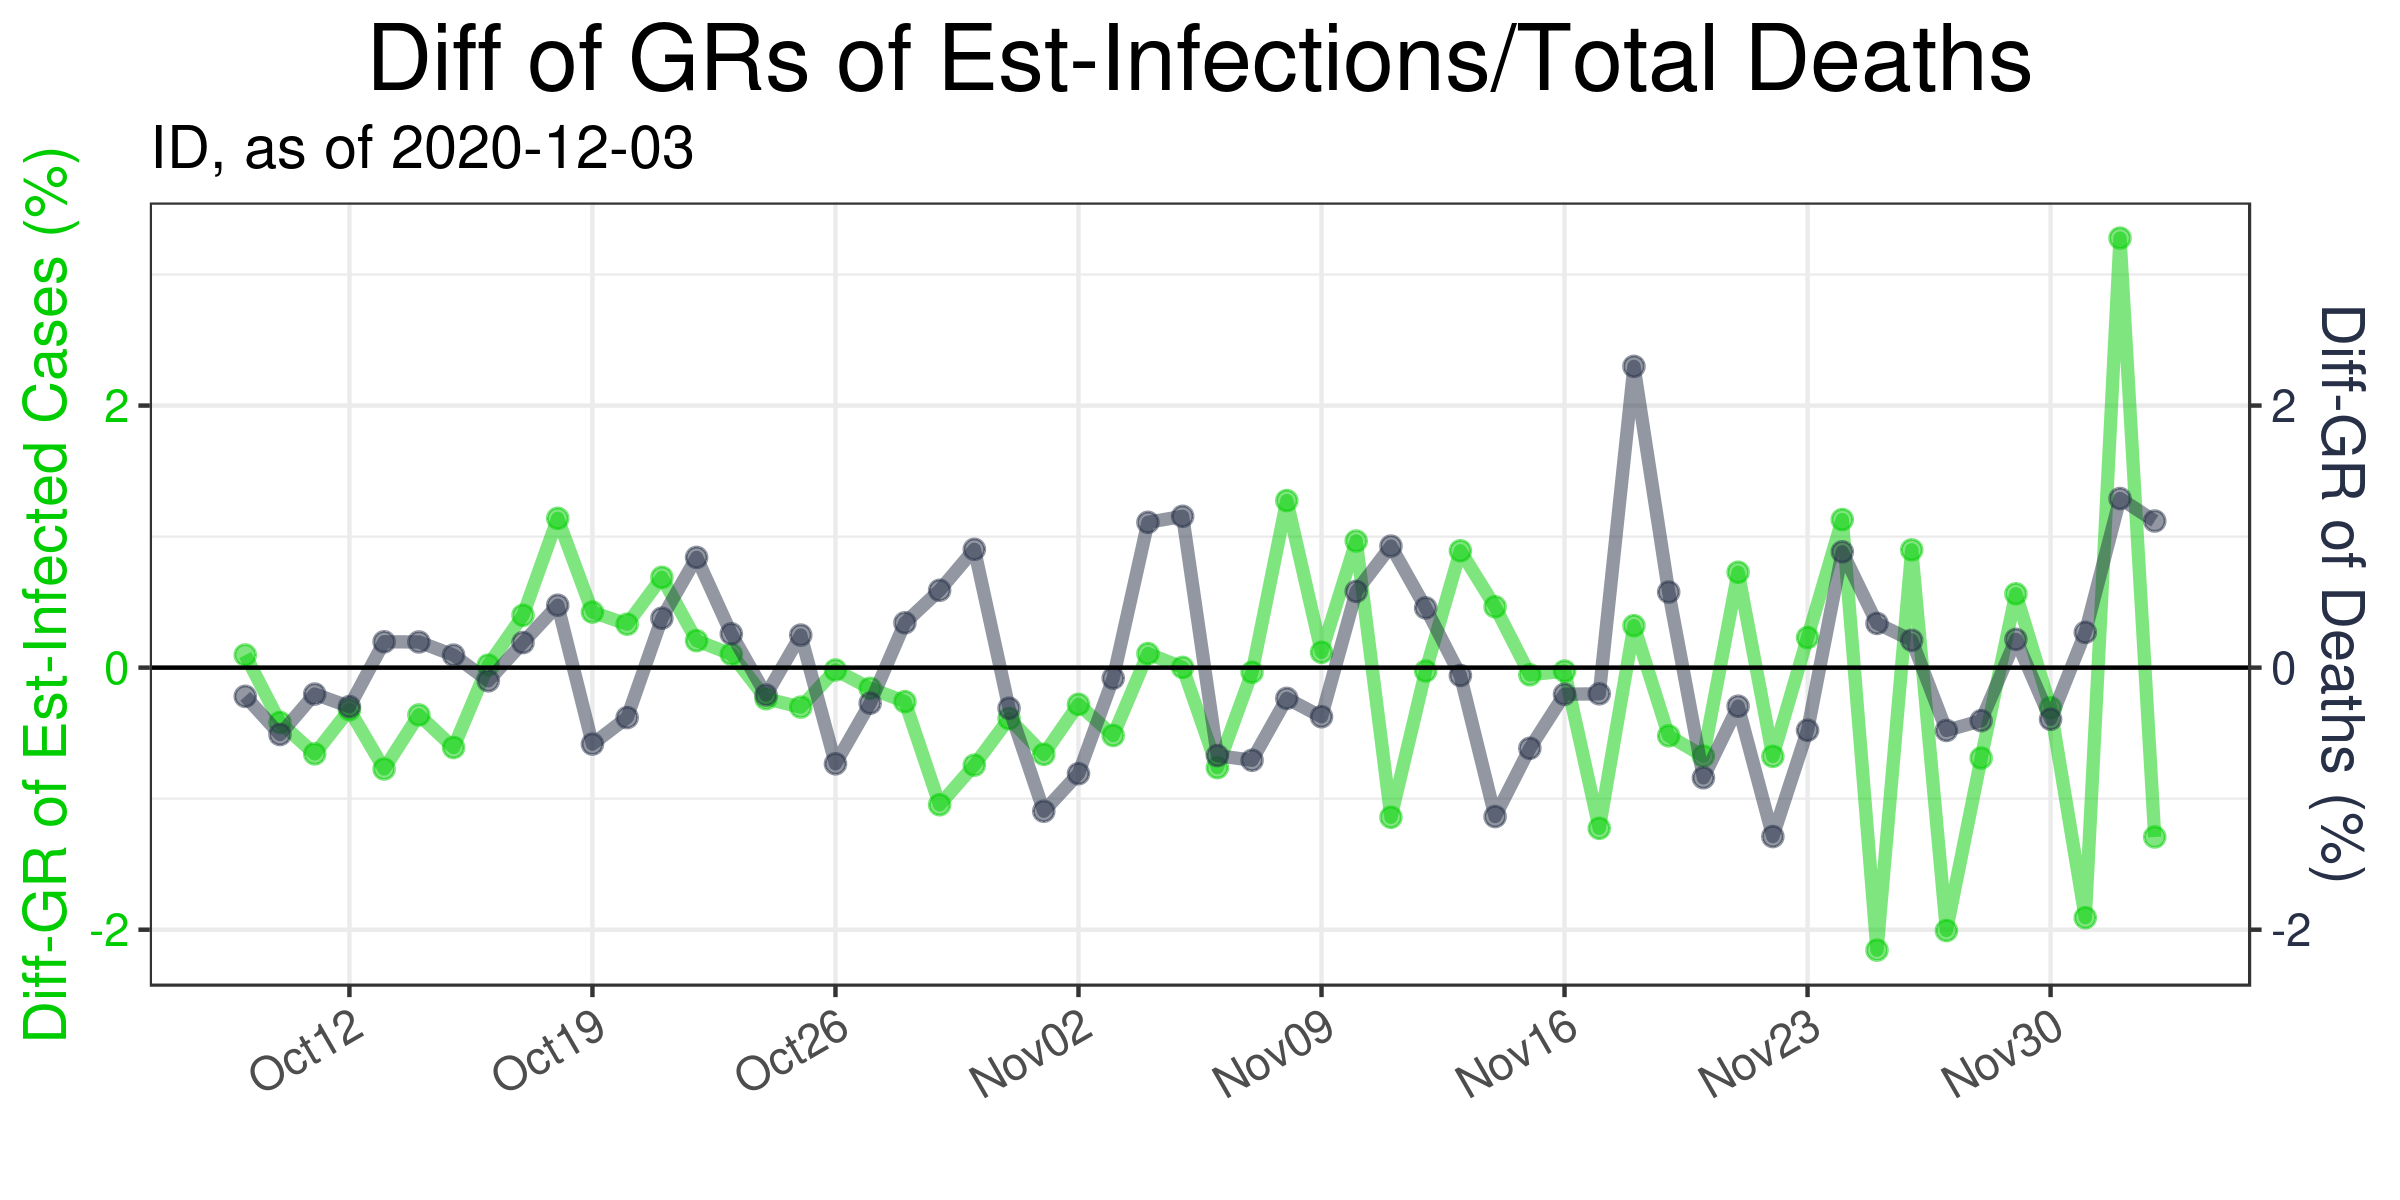 Diff of GRs of Est-Infections/Total Deaths
ID, as of 2020-12-03
Diff-GR of Est-Infected Cases (%)
2
0
-2
2
0
-2
Diff-GR of Deaths (%)
Oct12
Oct19
Oct26
Nov02
Nov09
Nov16
Nov23
Nov30